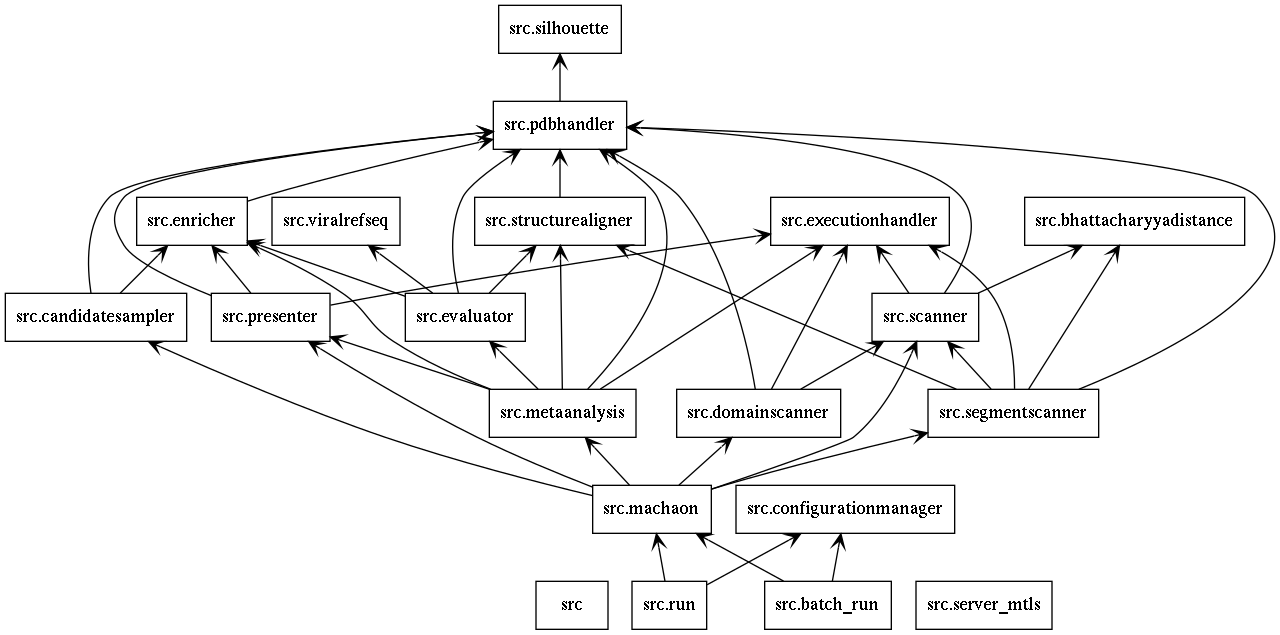 src.silhouette
src.pdbhandler
src.enricher
src.viralrefseq
src.structurealigner
src.executionhandler
src.bhattacharyyadistance
src.candidatesampler
src.presenter
src.evaluator
src.scanner
src.metaanalysis
src.domainscanner
src.segmentscanner
src.machaon
src.configurationmanager
src
src.run
src.batch_run
src.server_mtls